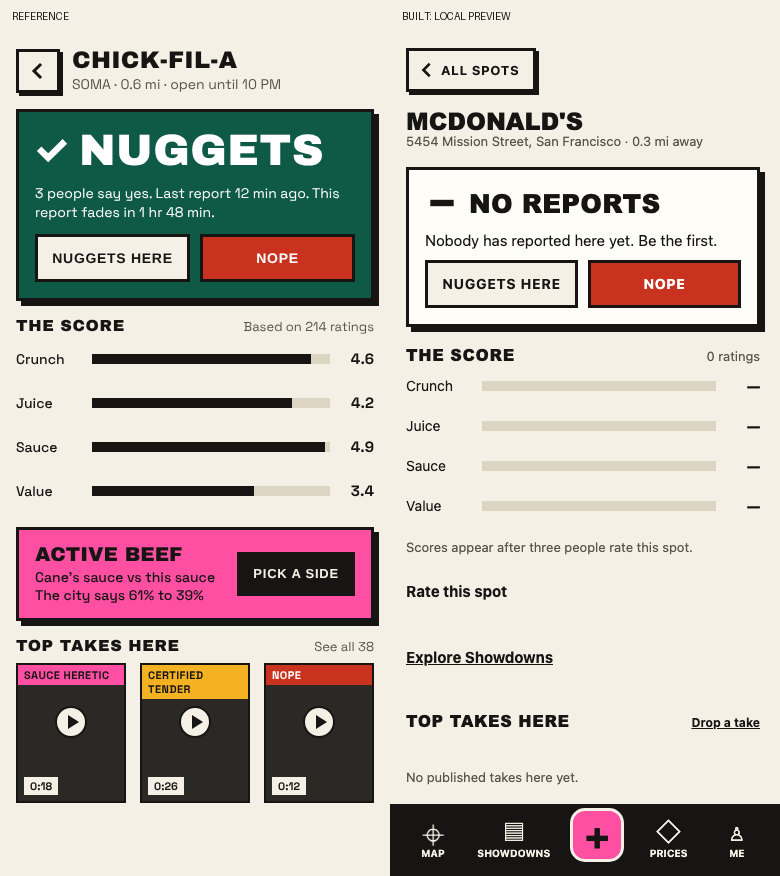 REFERENCE
CHICK-FIL-A
SOMA · 0.6 mi · open until 10 PM
NUGGETS
3 people say yes. Last report 12 min ago. This
report fades in 1 hr 48 min.
NUGGETS HERE
NOPE
THE SCORE
Based on 214 ratings
Crunch
4.6
Juice
4.2
Sauce
4.9
Value
3.4
ACTIVE BEEF
Cane's sauce vs this sauce
The city says 61% to 39%
PICK A SIDE
TOP TAKES HERE
See all 38
SAUCE HERETIC
0:18
CERTIFIED
TENDER
0:26
NOPE
0:12
BUILT: LOCAL PREVIEW
ALL SPOTS
MCDONALD'S
5454 Mission Street, San Francisco · 0.3 mi away
NO REPORTS
Nobody has reported here yet. Be the first.
NUGGETS HERE
NOPE
THE SCORE
0 ratings
Crunch
—
Juice
—
Sauce
—
Value
—
Scores appear after three people rate this spot.
Rate this spot
Explore Showdowns
TOP TAKES HERE
Drop a take
No published takes here yet.
MAP
SHOWDOWNS
PRICES
ME